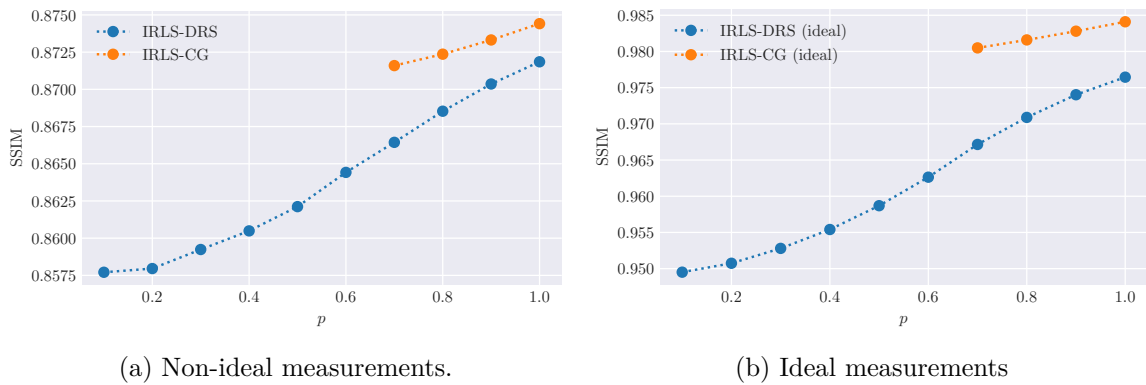 0.8750
0.8725
0.8700
0.8675
0.8650
0.8625
0.8600
0.8575
SSIM
IRLS-DRS
IRLS-CG
0.2 0.4 0.6 0.8 1.0
p
(a) Non-ideal measurements.
0.985
0.980
0.975
0.970
0.965
0.960
0.955
0.950
SSIM
IRLS-DRS (ideal)
IRLS-CG (ideal)
0.2 0.4 0.6 0.8 1.0
p
(b) Ideal measurements